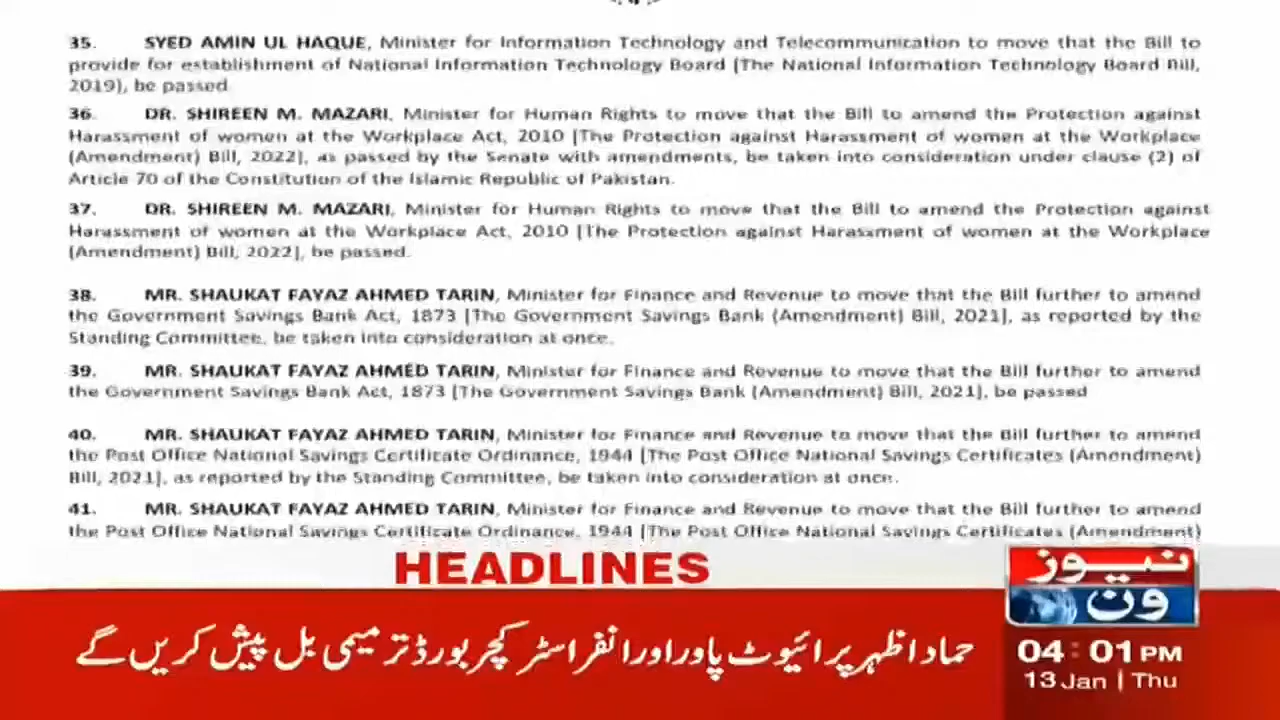 35. SYED AMIN UL HAQUE, Minister for Information Technology and Telecommunication to move that the Bill to
provide for establishment of National Information Technology Board [The National Information Technology Board Bill,
2019], be passed
36. DR. SHIREEN M. MAZARI, Minister for Human Rights to move that the Bill to amend the Protection against
Harassment of women at the Workplace Act, 2010 [The Protection against Harassment of women at the Workplace
(Amendment) Bill, 2022], as passed by the Senate with amendments, be taken into consideration under clause (2) of
Article 70 of the Constitution of the Islamic Republic of Pakistan.
37. DR. SHIREEN M. MAZARI, Minister for Human Rights to move that the Bill to amend the Protection against
Harassment of women at the Workplace Act, 2010 [The Protection against Harassment of women at the Workplace
(Amendment) Bill, 2022], be passed.
38. MR. SHAUKAT FAYAZ AHMED TARIN, Minister for Finance and Revenue to move that the Bill further to amend
the Government Savings Bank Act, 1873 [The Government Savings Bank (Amendment) Bill, 2021], as reported by the
Standing Committee, be taken into consideration at once.
39. MR. SHAUKAT FAYAZ AHMED TARIN, Minister for Finance and Revenue to move that the Bill further to amend
the Government Savings Bank Act, 1873 [The Government Savings Bank (Amendment) Bill, 2021], be passed
40. MR. SHAUKAT FAYAZ AHMED TARIN, Minister for Finance and Revenue to move that the Bill further to amend
the Post Office National Savings Certificate Ordinance, 1944 [The Post Office National Savings Certificates (Amendment)
Bill, 2021], as reported by the Standing Committee, be taken into consideration at once.
41. MR. SHAUKAT FAYAZ AHMED TARIN, Minister for Finance and Revenue to move that the Bill further to amend
the Post Office National Savings Certificate Ordinance, 1944 [The Post Office National Savings Certificates (Amendment)
HEADLINES
نیوز
ون
حماد اظہر پرائیوٹ پاور اور انفراسٹرکچر بورڈ ترمیمی بل پیش کریں گے
04:01 PM
13 Jan | Thu